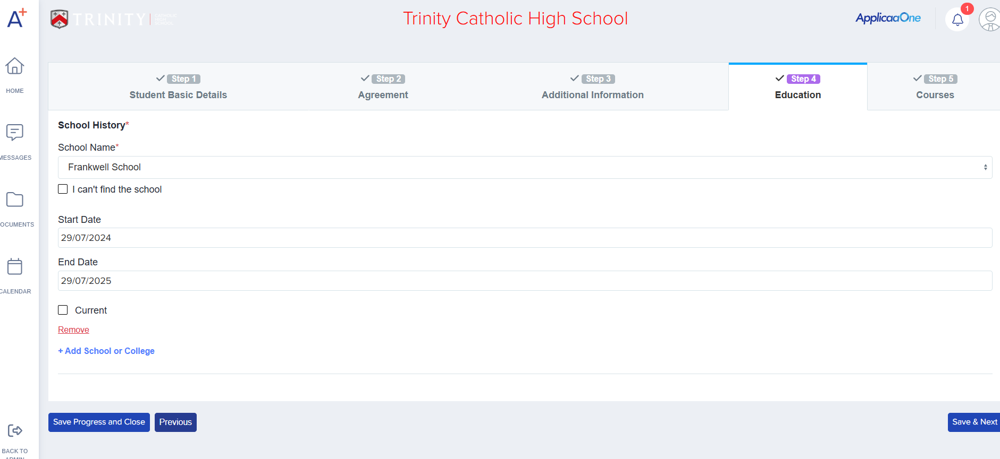 A+
TRINITY
CATHOLIC
HIGH
SCHOOL
Trinity Catholic High School
ApplicaaOne
1
HOME
MESSAGES
OCUMENTS
CALENDAR
BACK TO
ADMIN
Step 1
Student Basic Details
Step 2
Agreement
Step 3
Additional Information
Step 4
Education
Step 5
Courses
School History*
School Name*
Frankwell School
I can't find the school
Start Date
29/07/2024
End Date
29/07/2025
Current
Remove
+ Add School or College
Save Progress and Close
Previous
Save & Next